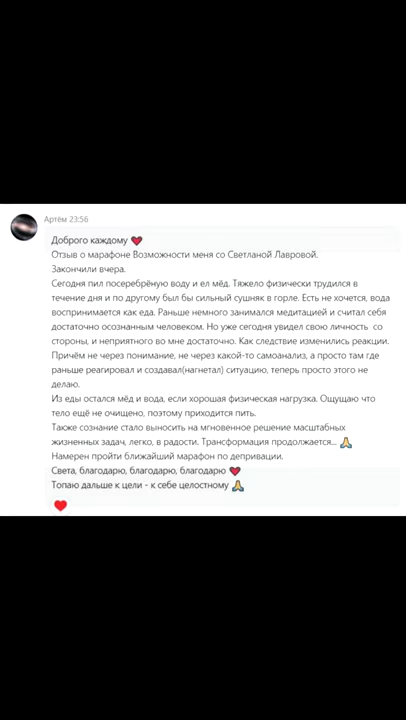 Артём 23:56
Доброго каждому
Отзыв о марафоне Возможности меня со Светланой Лавровой.
Закончили вчера.
Сегодня пил посеребрёную воду и ел мёд. Тяжело физически трудился в
течение дня и по другому был бы сильный сушняк в горле. Есть не хочется, вода
воспринимается как еда. Раньше немного занимался медитацией и считал себя
достаточно осознанным человеком. Но уже сегодня увидел свою личность со
стороны, и неприятного во мне достаточно. Как следствие изменились реакции.
Причём не через понимание, не через какой-то самоанализ, а просто там где
раньше реагировал и создавал(нагнетал) ситуацию, теперь просто этого не
делаю.
Из еды остался мёд и вода, если хорошая физическая нагрузка. Ощущаю что
тело ещё не очищено, поэтому приходится пить.
Также сознание стало выносить на мгновенное решение масштабных
жизненных задач, легко, в радости. Трансформация продолжается...
Намерен пройти ближайший марафон по депривации.
Света, благодарю, благодарю, благодарю
Топаю дальше к цели - к себе целостному